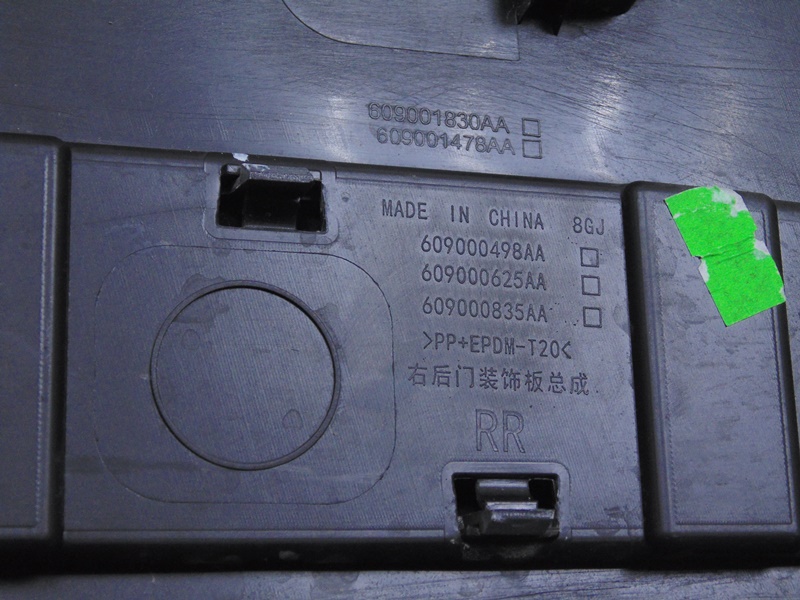 609001830AA □
609001478AA □
MADE IN CHINA 8GJ
609000498AA □
609000625AA □
609000835AA □
>PP+EPDM-T20<
右后门装饰板总成
RR